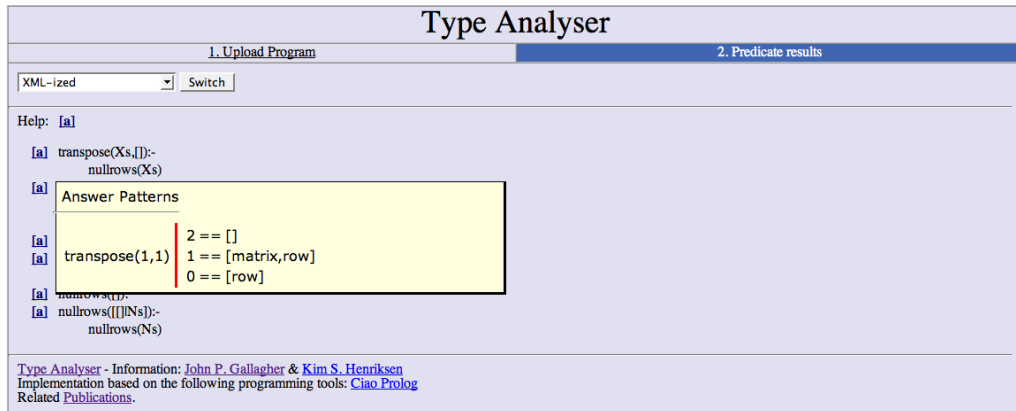 Type Analyser
1. Upload Program
2. Predicate results
XML-ized
Switch
Help: [a]
[a] transpose(Xs,[]):-
nullrows(Xs)
[a]
Answer Patterns
[a]
[a]
transpose(1,1)
2 == []
1 == [matrix,row]
0 == [row]
[a] nullrows([]).
[a] nullrows([[]|Ns]):-
nullrows(Ns)
Type Analyser - Information: John P. Gallagher & Kim S. Henriksen
Implementation based on the following programming tools: Ciao Prolog
Related Publications.